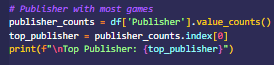 # Publisher with most games
publisher_counts = df['Publisher'].value_counts()
top_publisher = publisher_counts.index[0]
print(f"\nTop Publisher: {top_publisher}")